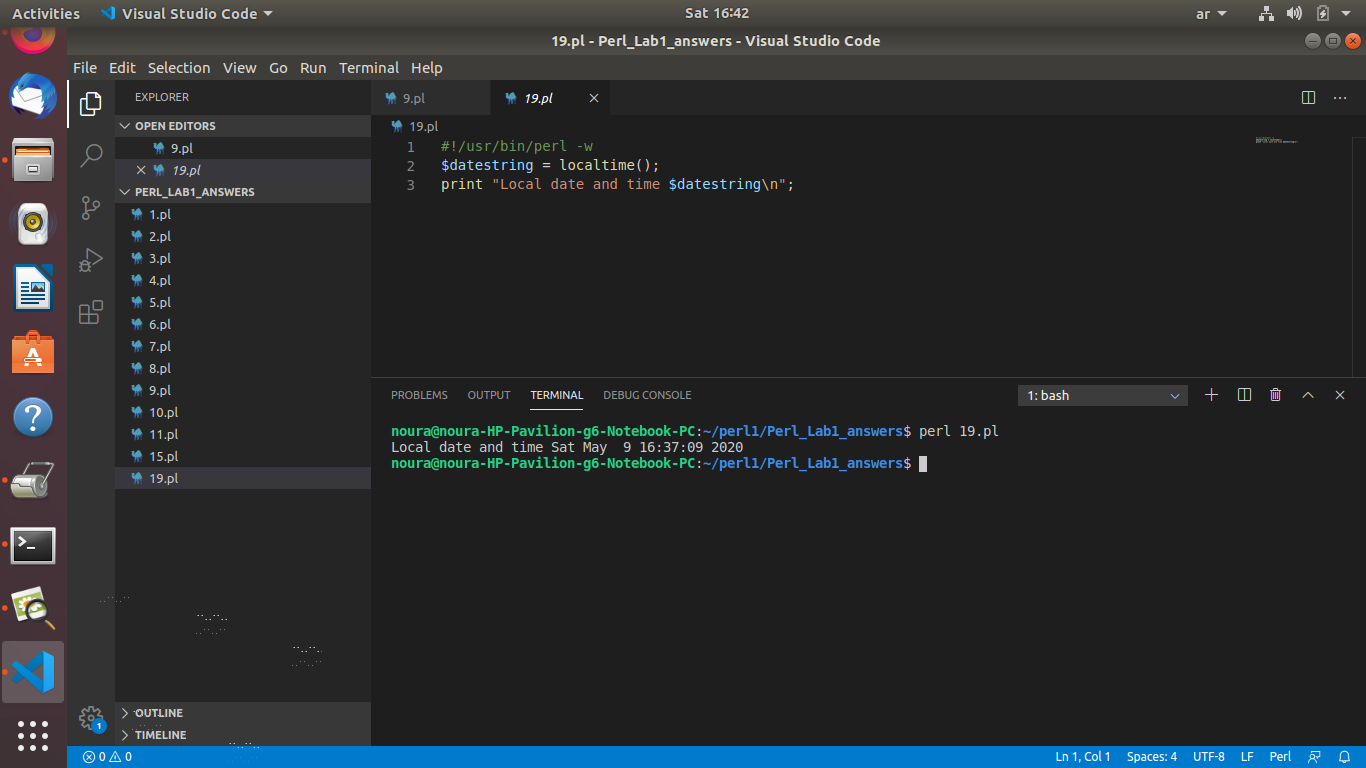 Activities Visual Studio Code Sat 16:42 ar
19.pl - Perl_Lab1_answers - Visual Studio Code
File Edit Selection View Go Run Terminal Help
EXPLORER
OPEN EDITORS
9.pl
19.pl
PERL_LAB1_ANSWERS
1.pl
2.pl
3.pl
4.pl
5.pl
6.pl
7.pl
8.pl
9.pl
10.pl
11.pl
15.pl
19.pl
OUTLINE
TIMELINE
1
9.pl 19.pl
19.pl
1 #!/usr/bin/perl -w
2 $datestring = localtime();
3 print "Local date and time $datestring\n";
PROBLEMS OUTPUT TERMINAL DEBUG CONSOLE 1: bash
noura@noura-HP-Pavilion-g6-Notebook-PC:~/perl1/Perl_Lab1_answers$ perl 19.pl
Local date and time Sat May  9 16:37:09 2020
noura@noura-HP-Pavilion-g6-Notebook-PC:~/perl1/Perl_Lab1_answers$
0 0 Ln 1, Col 1 Spaces: 4 UTF-8 LF Perl